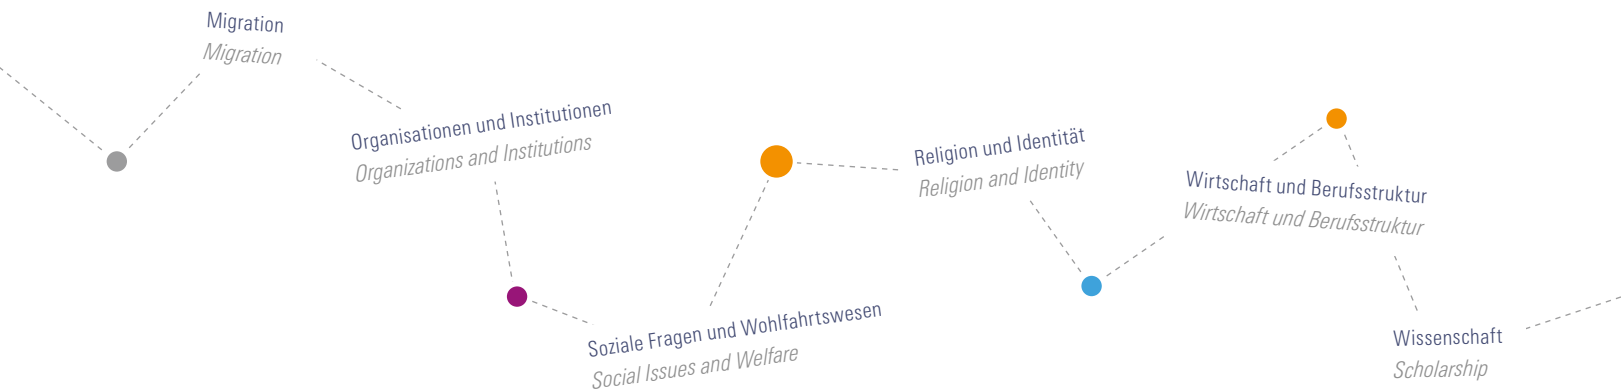 Migration
Migration
Organisationen und Institutionen
Organizations and Institutions
Soziale Fragen und Wohlfahrtswesen
Social Issues and Welfare
Religion und Identität
Religion and Identity
Wirtschaft und Berufsstruktur
Wirtschaft und Berufsstruktur
Wissenschaft
Scholarship